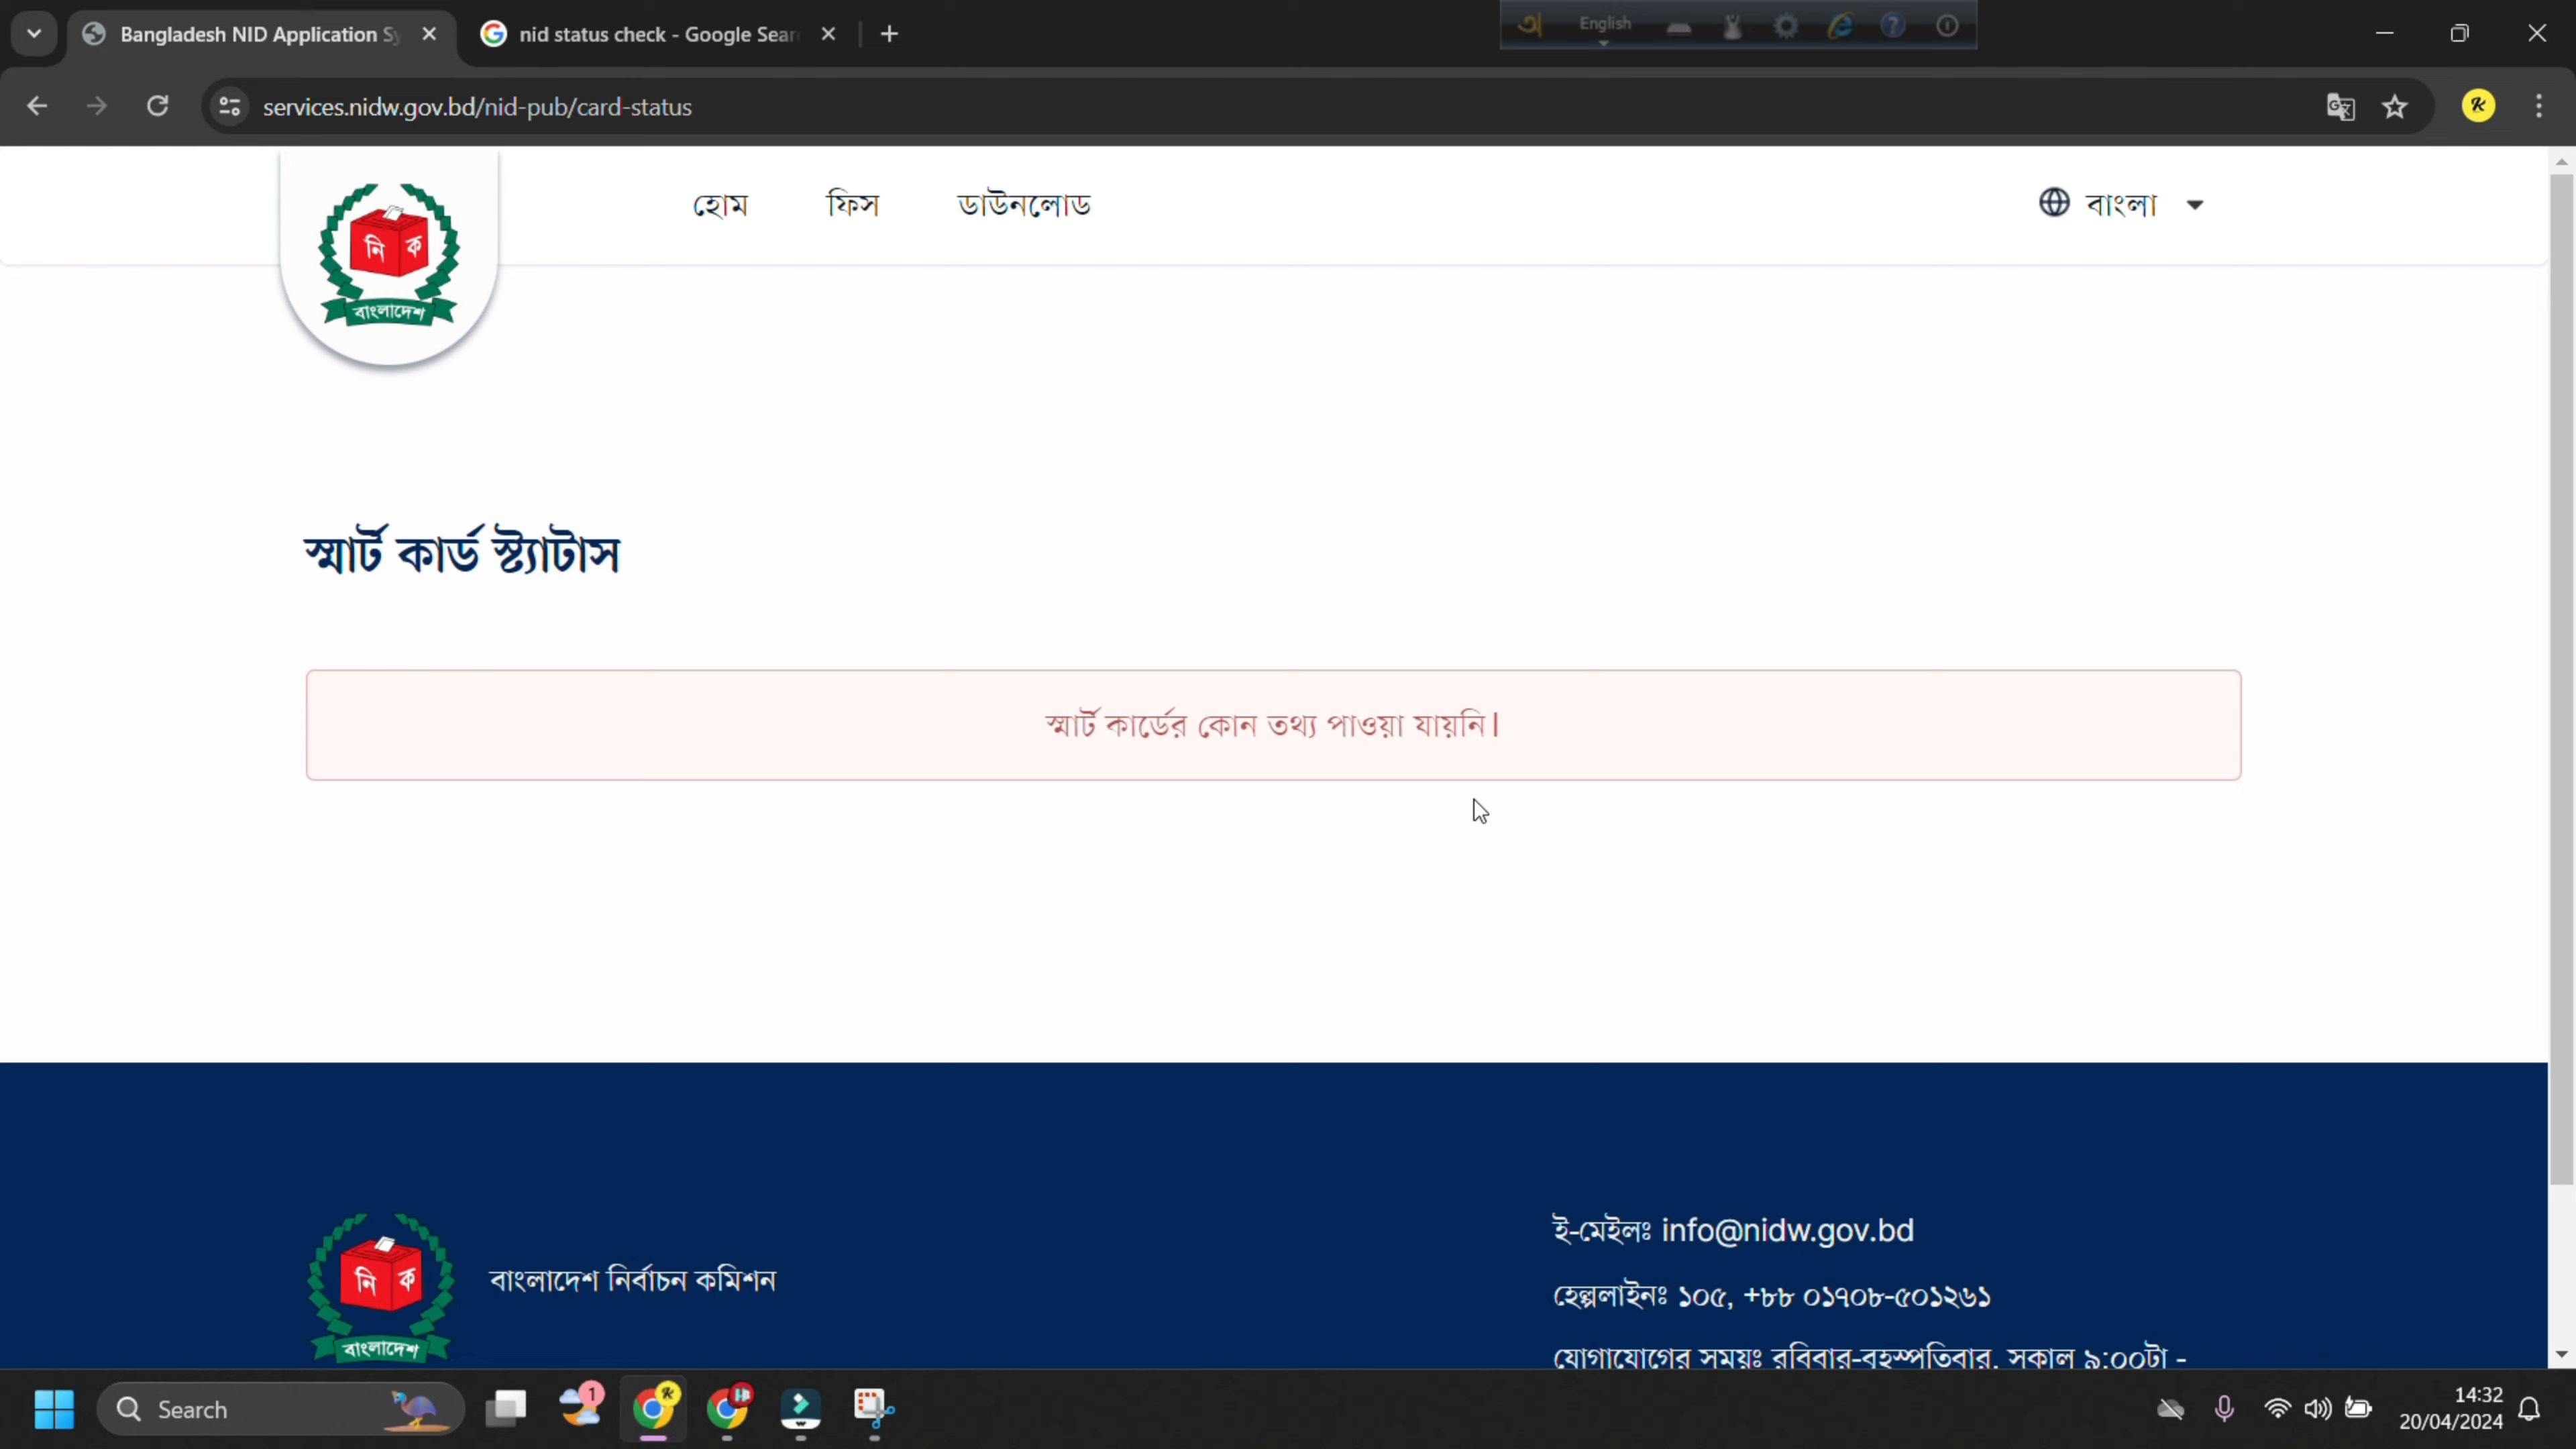 Bangladesh NID Application Sy
nid status check - Google Sear
English
services.nidw.gov.bd/nid-pub/card-status
নি ক
বাংলাদেশ
হোম
ফিস
ডাউনলোড
বাংলা
স্মার্ট কার্ড স্ট্যাটাস
স্মার্ট কার্ডের কোন তথ্য পাওয়া যায়নি।
নি ক
বাংলাদেশ
বাংলাদেশ নির্বাচন কমিশন
ই-মেইলঃ info@nidw.gov.bd
হেল্পলাইনঃ ১০৫, +৮৮ ০১৭০৮-৫০১২৬১
যোগাযোগের সময়ঃ রবিবার-বৃহস্পতিবার, সকাল ৯:০০টা -
Search
1
14:32
20/04/2024